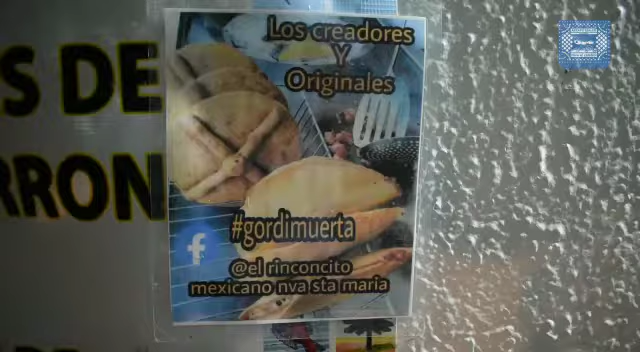 Los creadores
Y
Originales
S DE
RRON
#gordimuerta
f
@el rinconcito
mexicano nva sta maria